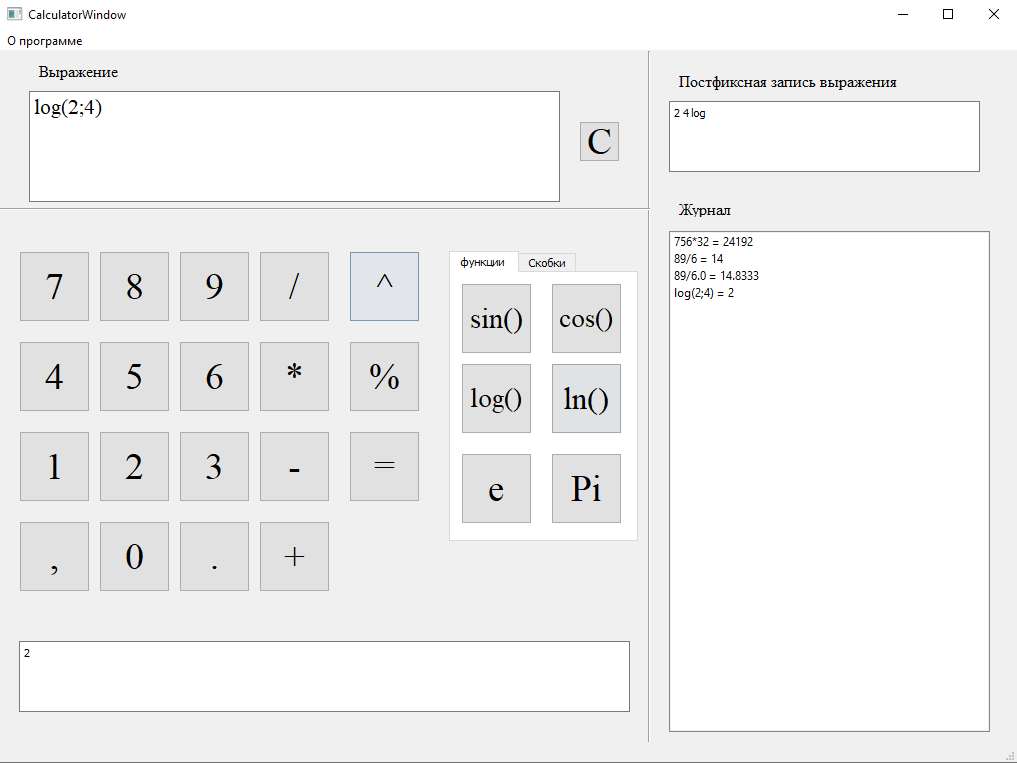 CalculatorWindow
О программе
Выражение
log(2;4)
C
7 8 9 / ^
4 5 6 * %
1 2 3 - =
, 0 . +
функции Скобки
sin() cos()
log() ln()
e Pi
2
Постфиксная запись выражения
2 4 log
Журнал
756*32 = 24192
89/6 = 14
89/6.0 = 14.8333
log(2;4) = 2